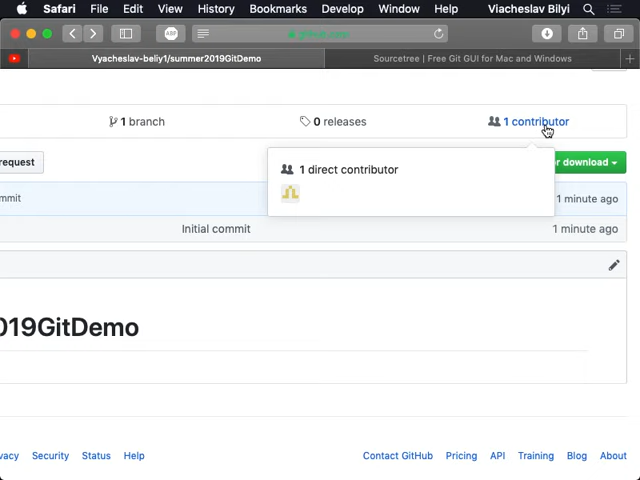 Safari File Edit View History Bookmarks Develop Window Help Viacheslav Bilyi
ABP github.com
Vyacheslav-beliy1/summer2019GitDemo Sourcetree | Free Git GUI for Mac and Windows
1 branch 0 releases 1 contributor
request r download
1 direct contributor
mmit 1 minute ago
Initial commit 1 minute ago
019GitDemo
vacy Security Status Help Contact GitHub Pricing API Training Blog About